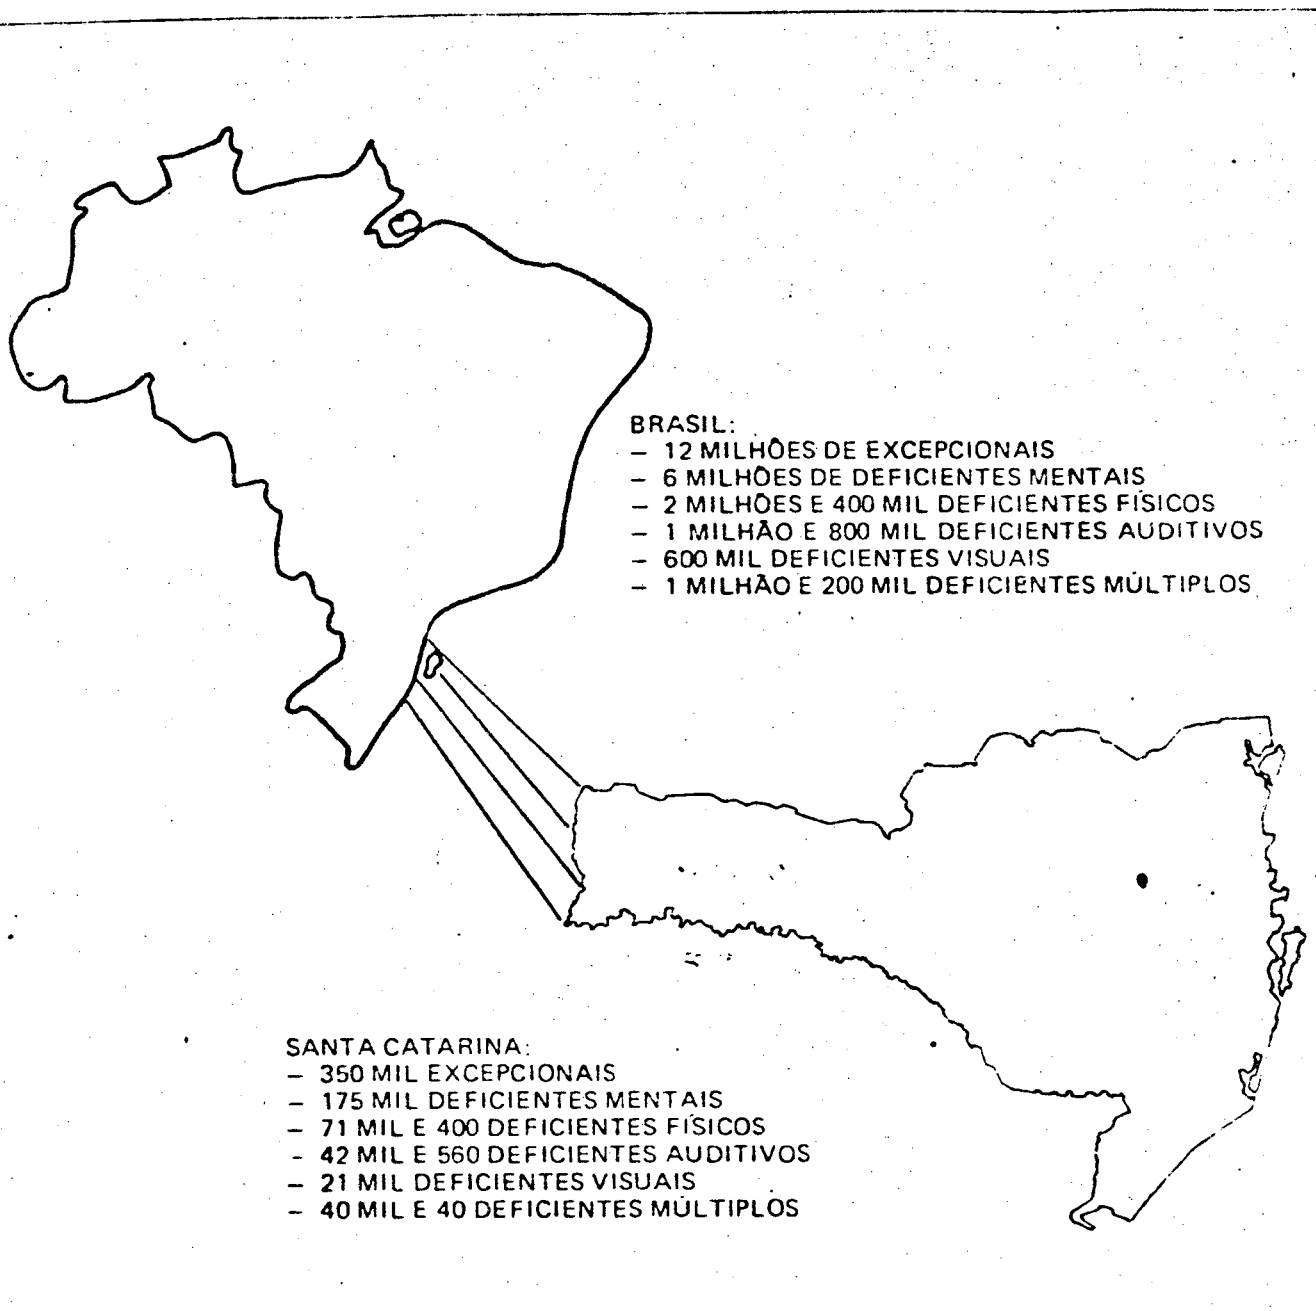 BRASIL:
– 12 MILHÕES DE EXCEPCIONAIS
– 6 MILHÕES DE DEFICIENTES MENTAIS
– 2 MILHÕES E 400 MIL DEFICIENTES FÍSICOS
– 1 MILHÃO E 800 MIL DEFICIENTES AUDITIVOS
– 600 MIL DEFICIENTES VISUAIS
– 1 MILHÃO E 200 MIL DEFICIENTES MÚLTIPLOS
SANTA CATARINA:
– 350 MIL EXCEPCIONAIS
– 175 MIL DEFICIENTES MENTAIS
– 71 MIL E 400 DEFICIENTES FÍSICOS
- 42 MIL E 560 DEFICIENTES AUDITIVOS
– 21 MIL DEFICIENTES VISUAIS
– 40 MIL E 40 DEFICIENTES MÚLTIPLOS